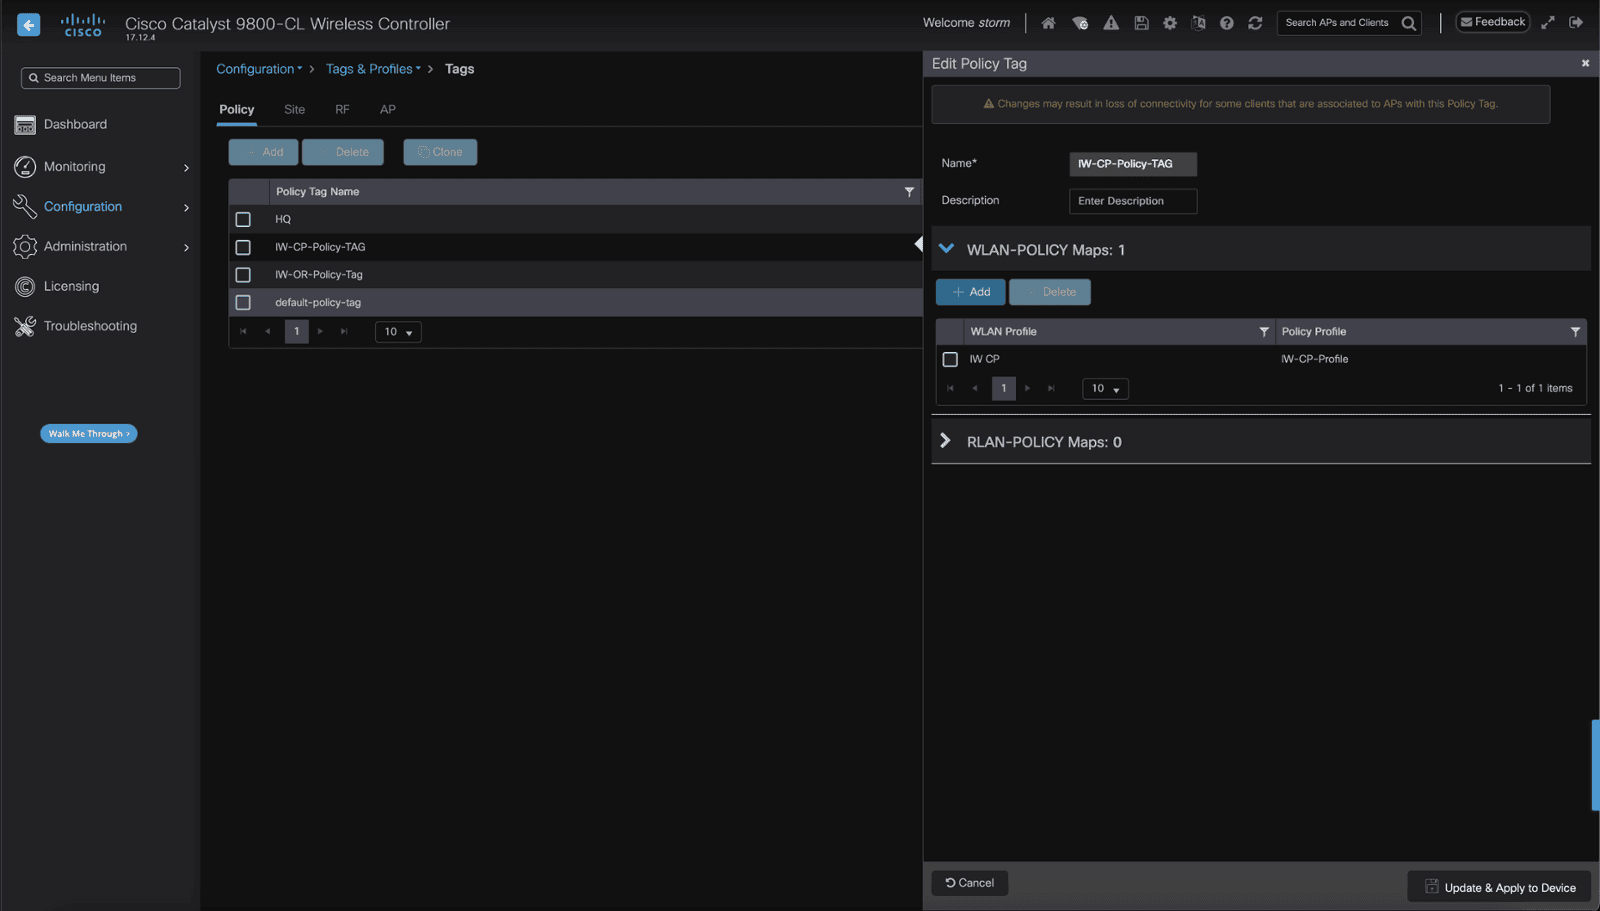 cisco
Cisco Catalyst 9800-CL Wireless Controller
17.12.4
Welcome storm
Search APs and Clients
Feedback
Search Menu Items
Dashboard
Monitoring
Configuration
Administration
Licensing
Troubleshooting
Walk Me Through >
Configuration > Tags & Profiles > Tags
Policy Site RF AP
Add Delete Clone
Policy Tag Name
HQ
IW-CP-Policy-TAG
IW-OR-Policy-Tag
default-policy-tag
1 10
Edit Policy Tag
Changes may result in loss of connectivity for some clients that are associated to APs with this Policy Tag.
Name* IW-CP-Policy-TAG
Description Enter Description
WLAN-POLICY Maps: 1
+ Add Delete
WLAN Profile Policy Profile
IW CP IW-CP-Profile
1 10 1 - 1 of 1 items
RLAN-POLICY Maps: 0
Cancel Update & Apply to Device